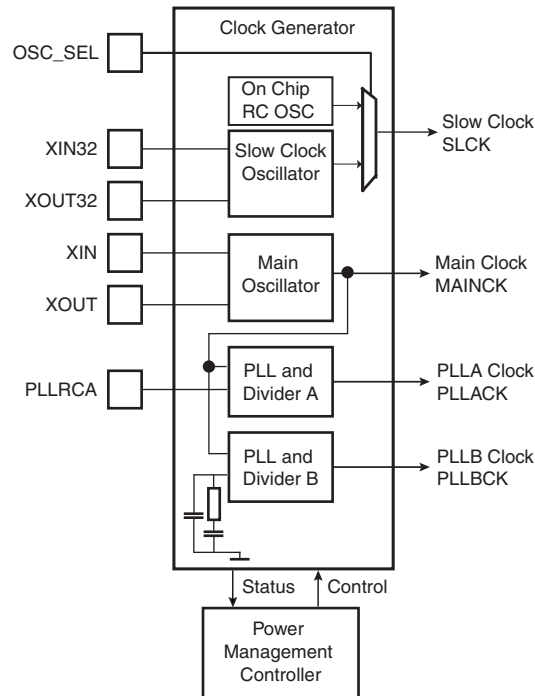 Clock Generator
OSC_SEL
On Chip
RC OSC
Slow Clock
SLCK
XIN32
Slow Clock
Oscillator
XOUT32
XIN
Main
Oscillator
Main Clock
MAINCK
XOUT
PLL and
Divider A
PLLA Clock
PLLACK
PLLRCA
PLL and
Divider B
PLLB Clock
PLLBCK
Status
Control
Power
Management
Controller